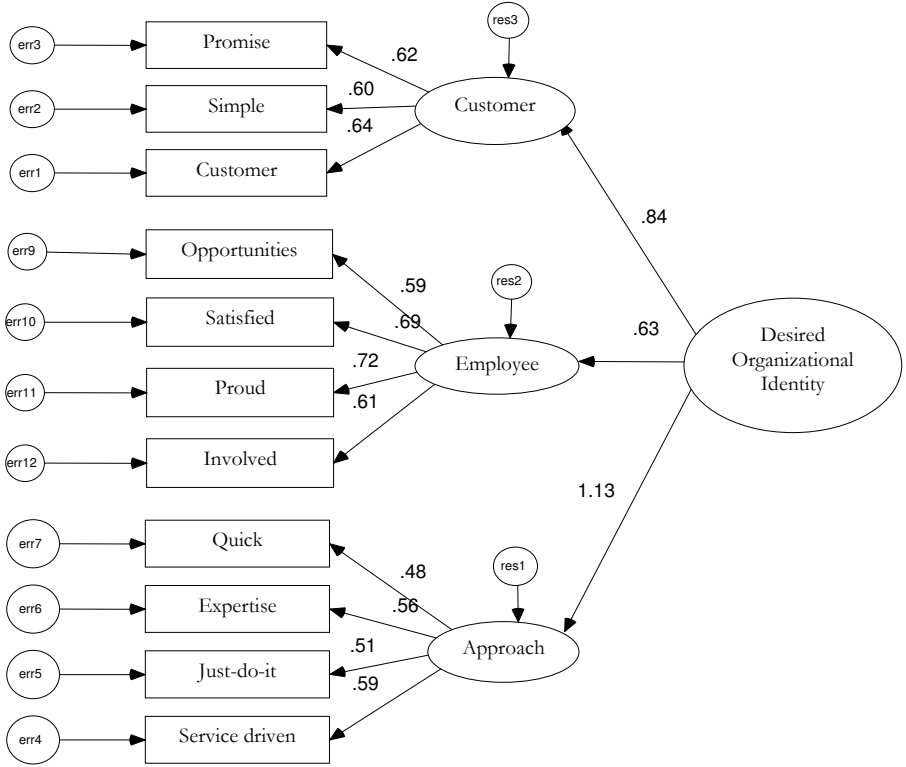 res3
err3
Promise
.62
.60
err2
Simple
Customer
.64
err1
Customer
.84
err9
Opportunities
.59
res2
err10
Satisfied
.69
.63
Desired
Organizational
Identity
.72
Employee
err11
Proud
.61
err12
Involved
1.13
err7
Quick
.48
res1
err6
Expertise
.56
.51
Approach
err5
Just-do-it
.59
err4
Service driven